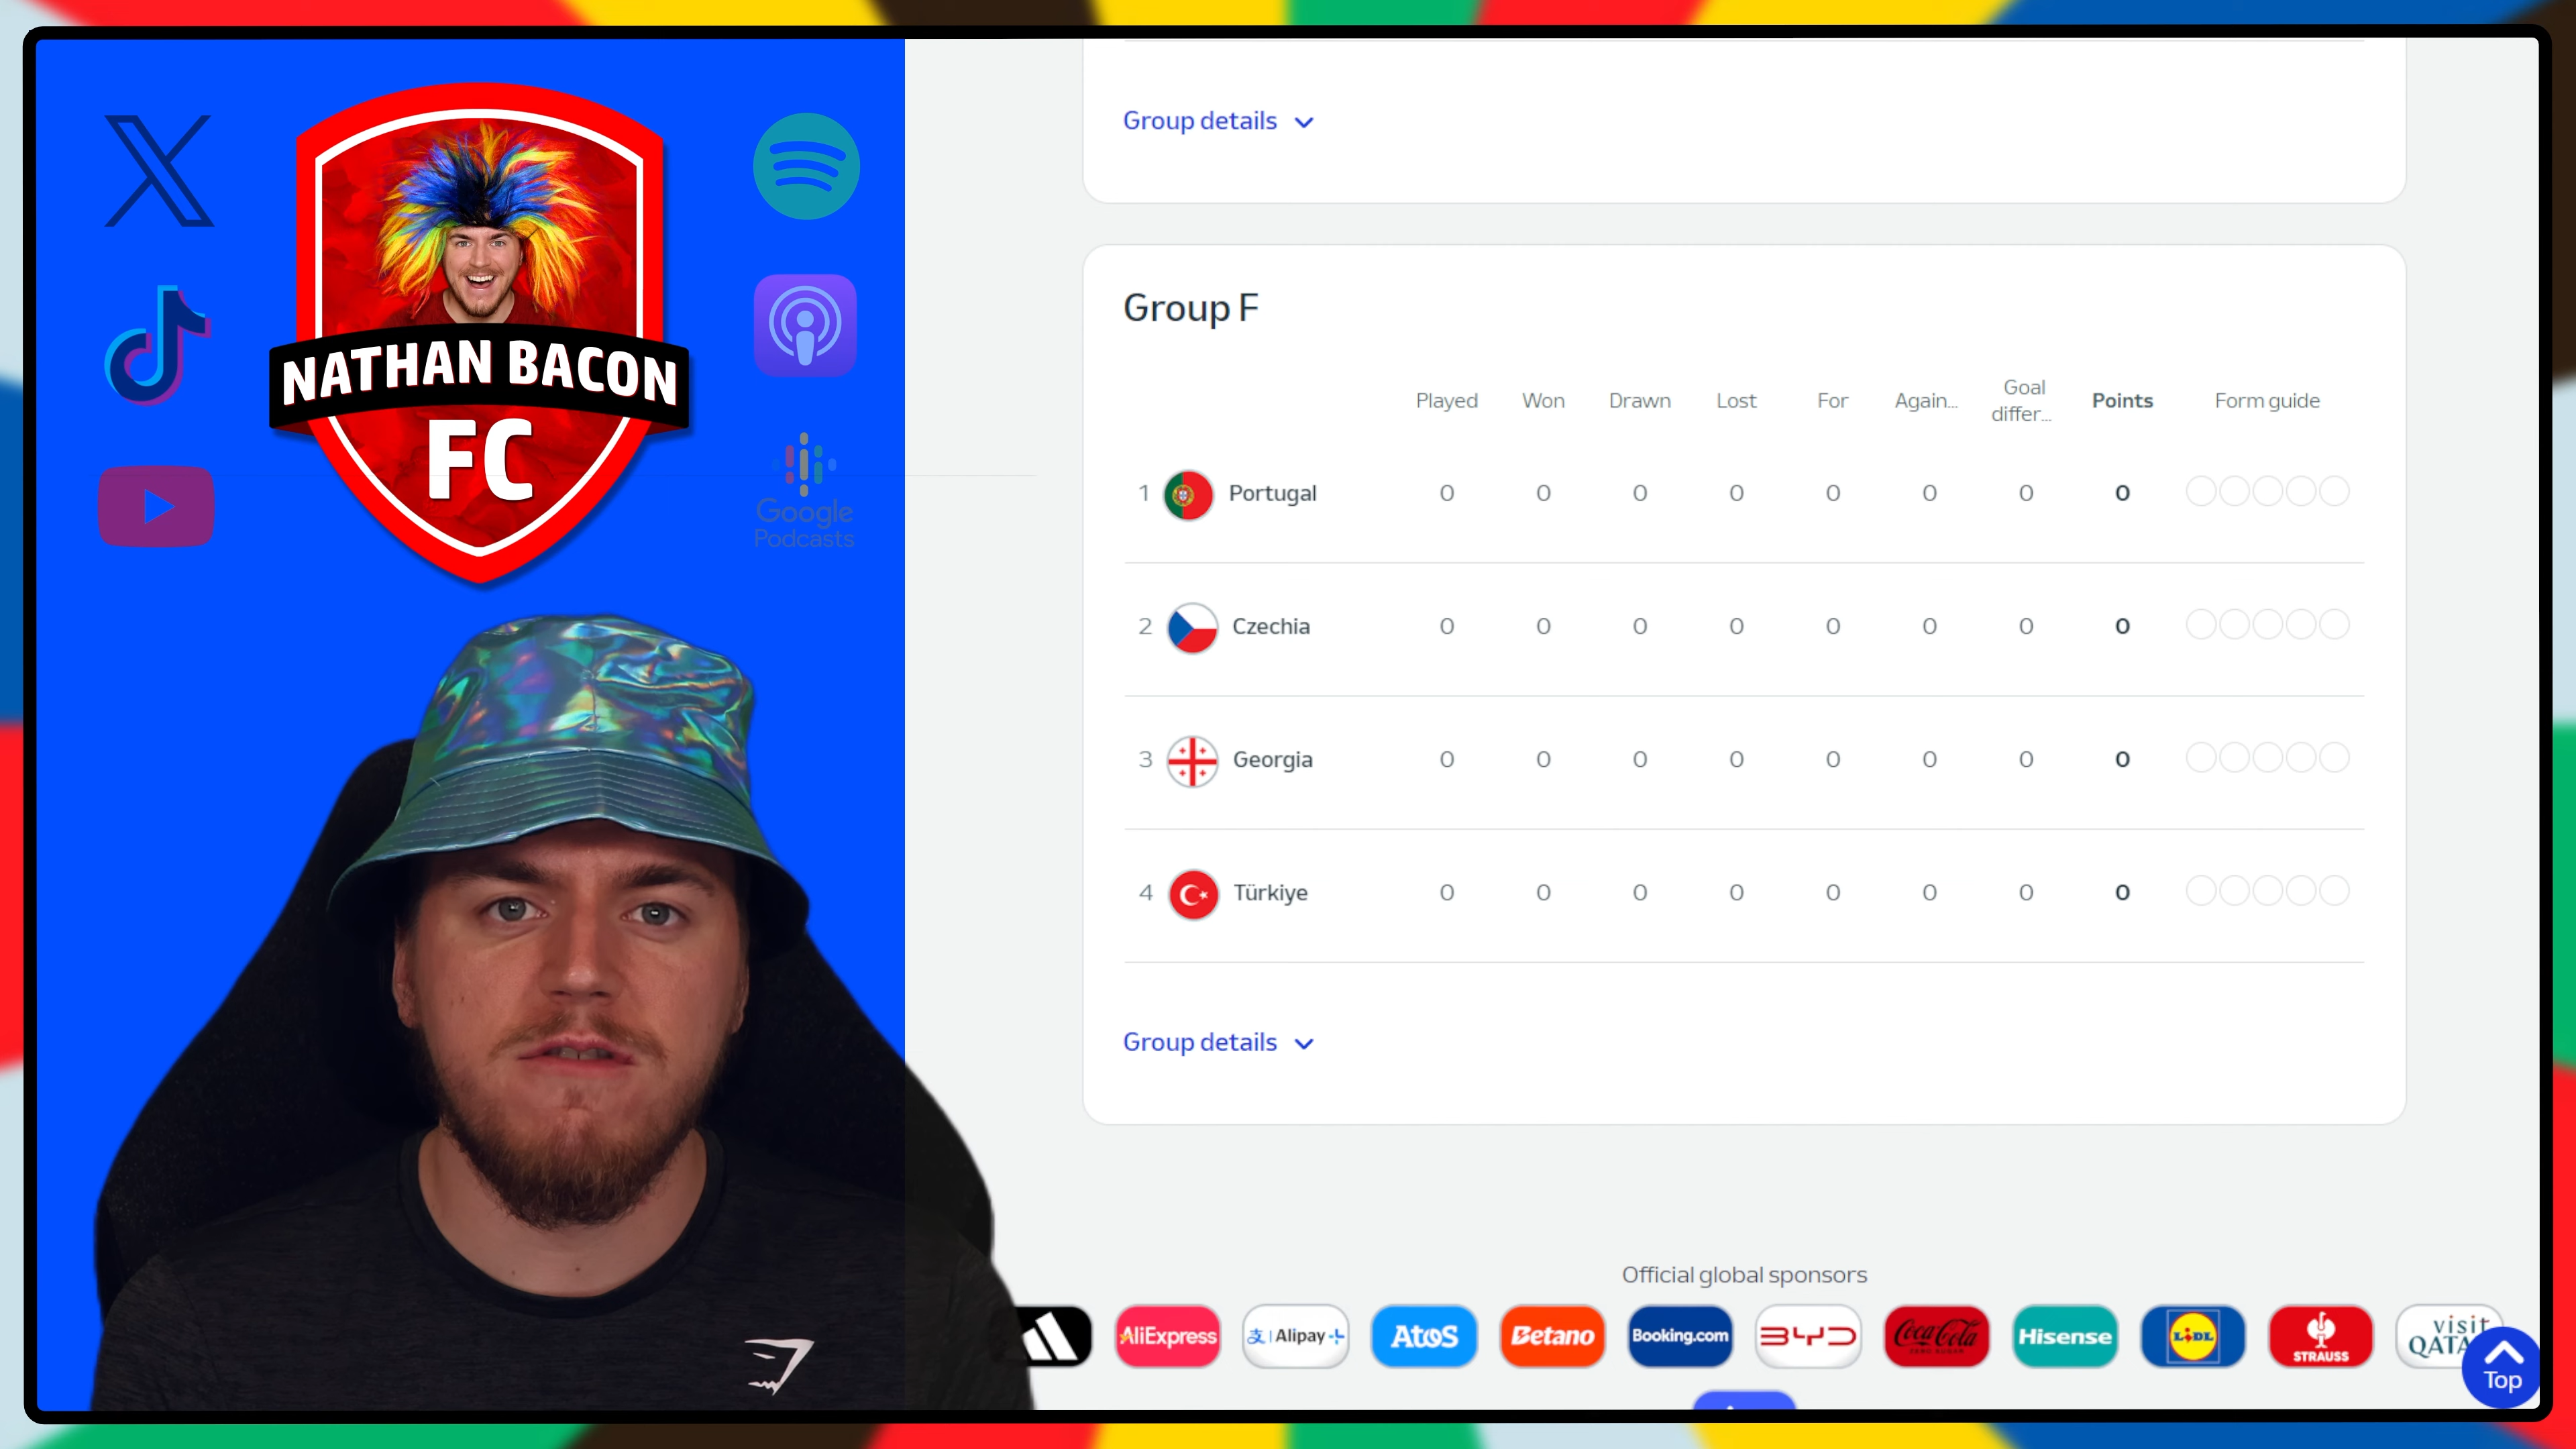 NATHAN BACON
FC
Google
Podcasts
Group details
Group F
Played Won Drawn Lost For Again... Goal differ... Points Form guide
1 Portugal 0 0 0 0 0 0 0 0
2 Czechia 0 0 0 0 0 0 0 0
3 Georgia 0 0 0 0 0 0 0 0
4 Türkiye 0 0 0 0 0 0 0 0
Group details
Official global sponsors
AliExpress 支 | Alipay+ AtoS Betano Booking.com BYD Coca-Cola ZERO SUGAR Hisense LiDL STRAUSS visit
Top